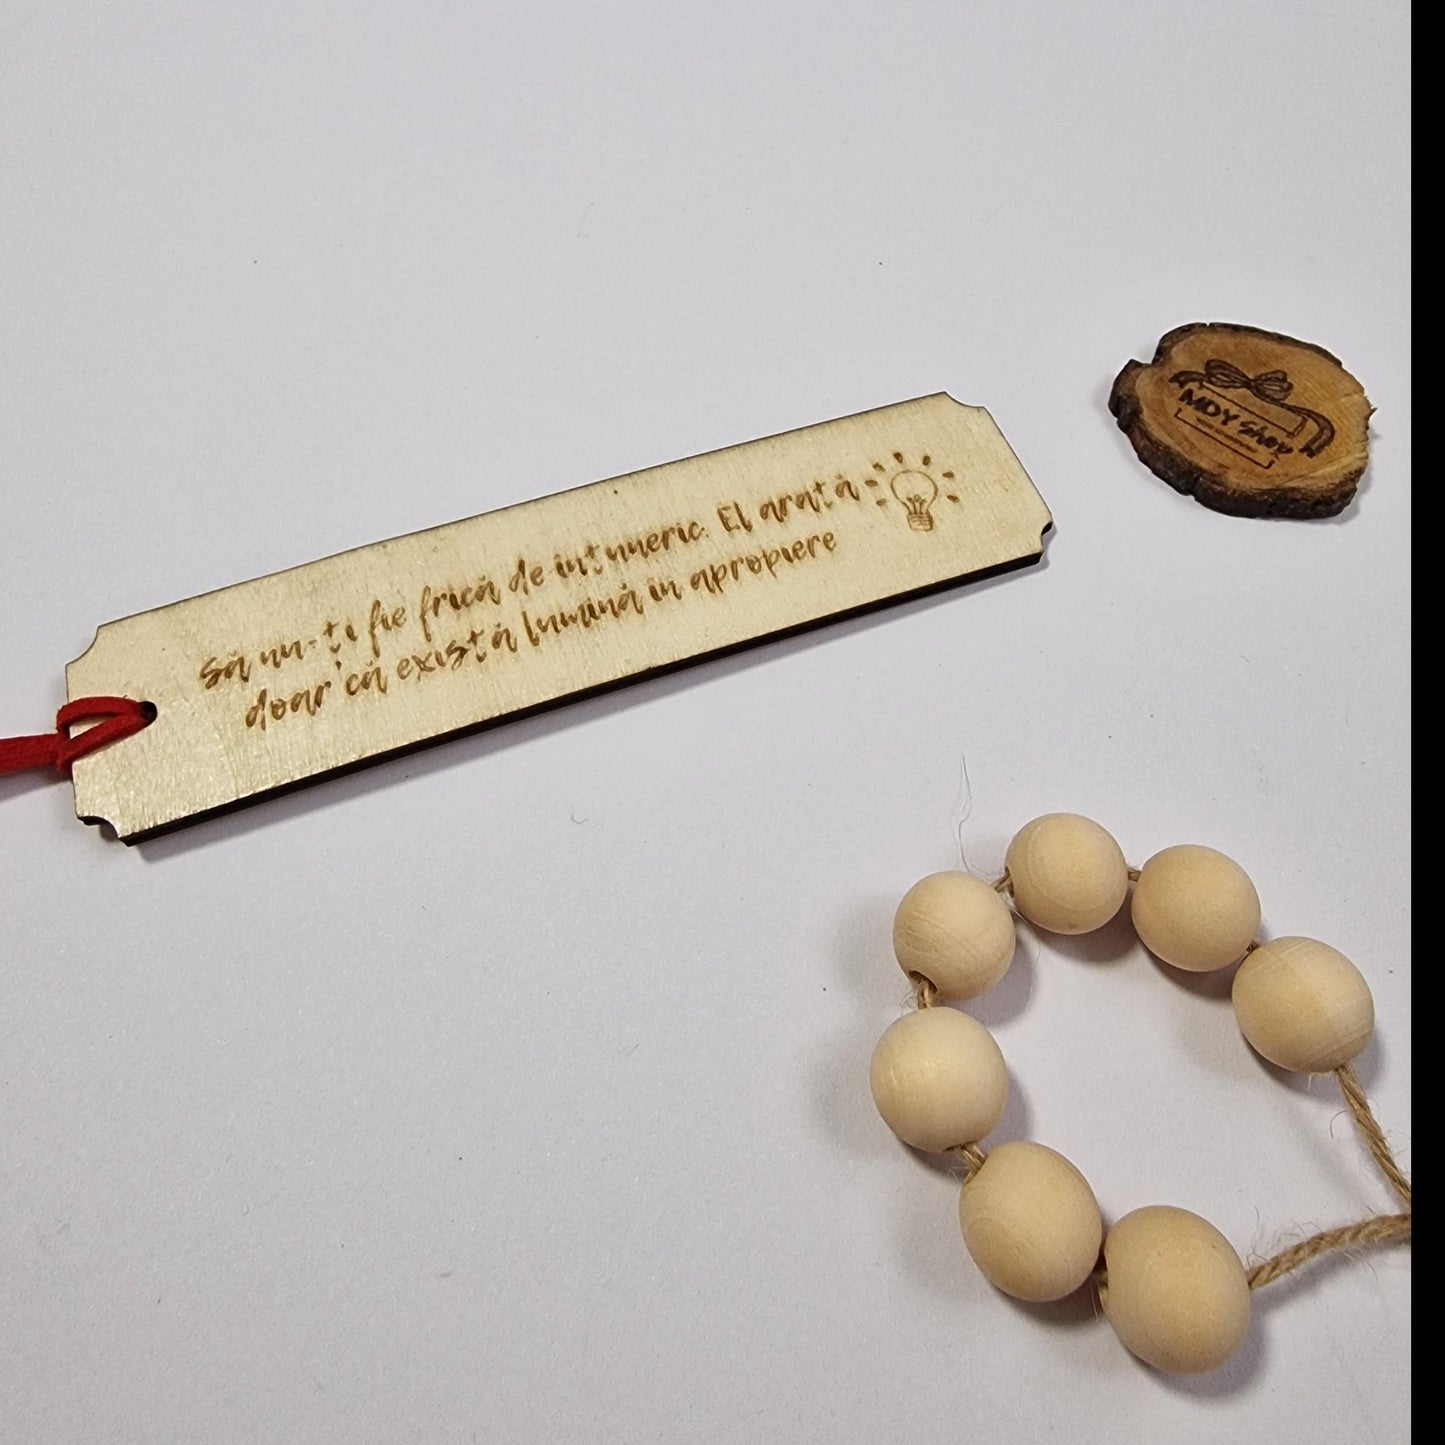 Să nu-ți fie frică de întuneric. El arată
doar că există lumină în apropiere
MDY Shop